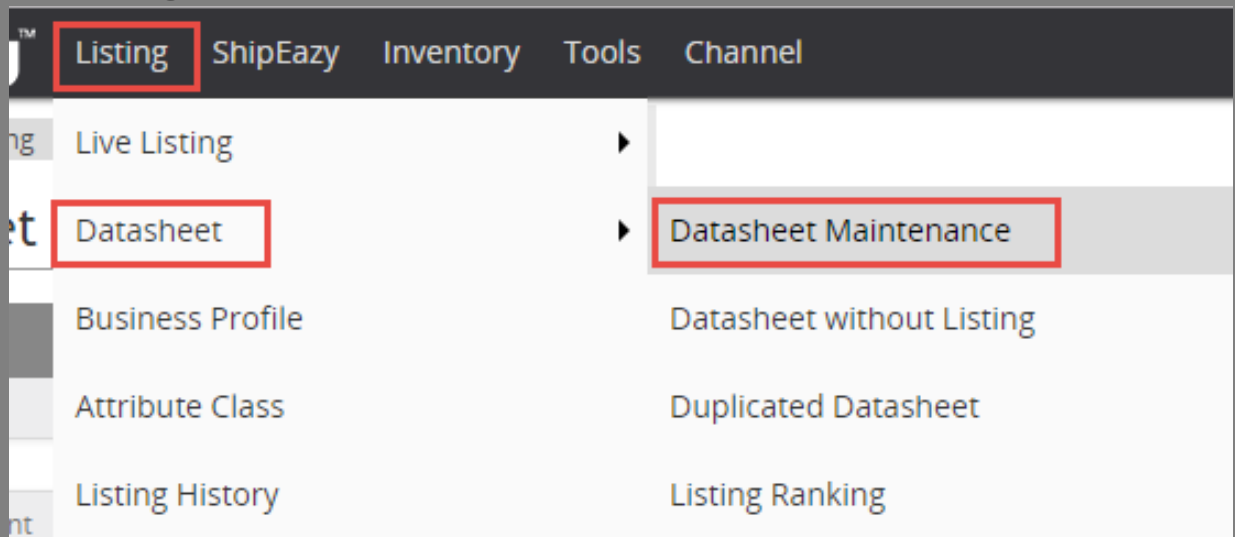 ™ Listing ShipEazy Inventory Tools Channel
Live Listing
Datasheet
Datasheet Maintenance
Business Profile
Datasheet without Listing
Attribute Class
Duplicated Datasheet
Listing History
Listing Ranking